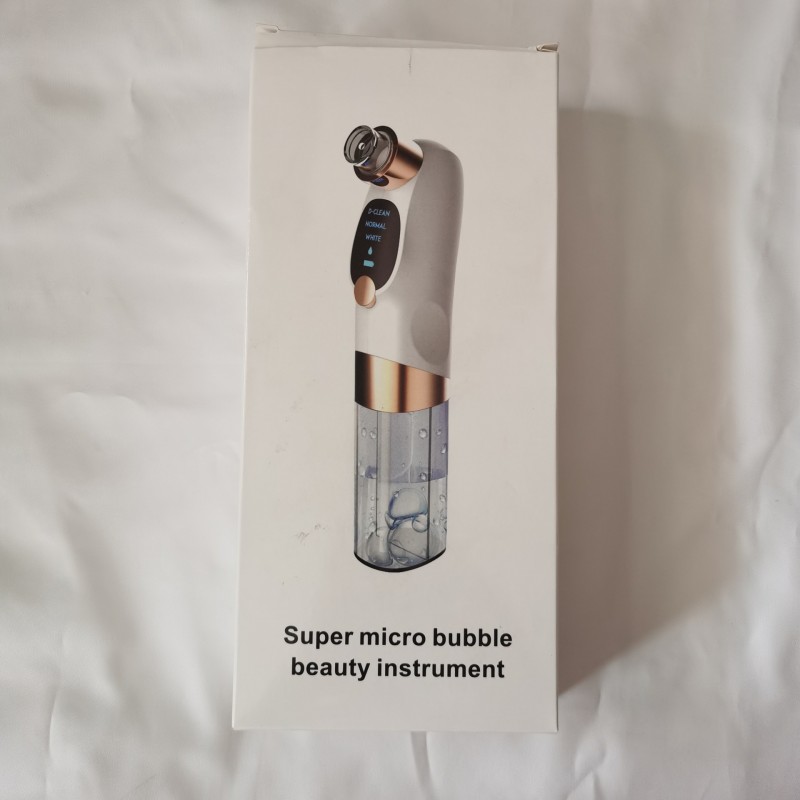 D-CLEAN
NORMAL
WHITE
Super micro bubble
beauty instrument